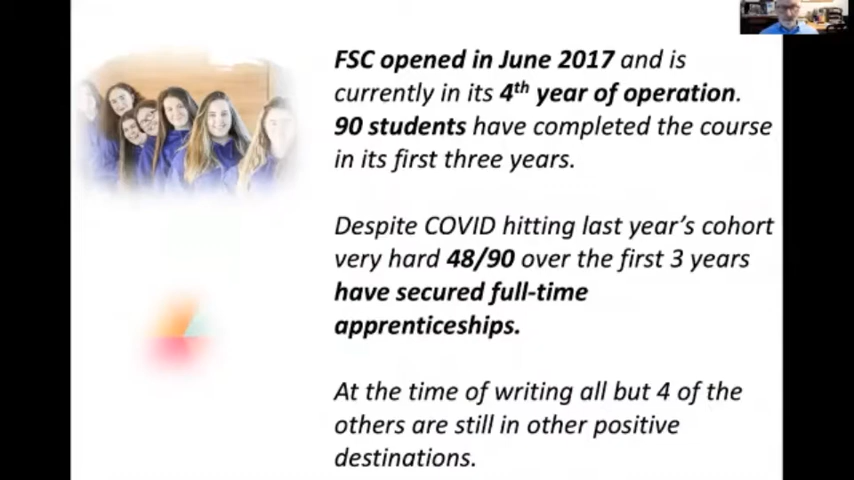 FSC opened in June 2017 and is
currently in its 4th year of operation.
90 students have completed the course
in its first three years.
Despite COVID hitting last year's cohort
very hard 48/90 over the first 3 years
have secured full-time
apprenticeships.
At the time of writing all but 4 of the
others are still in other positive
destinations.